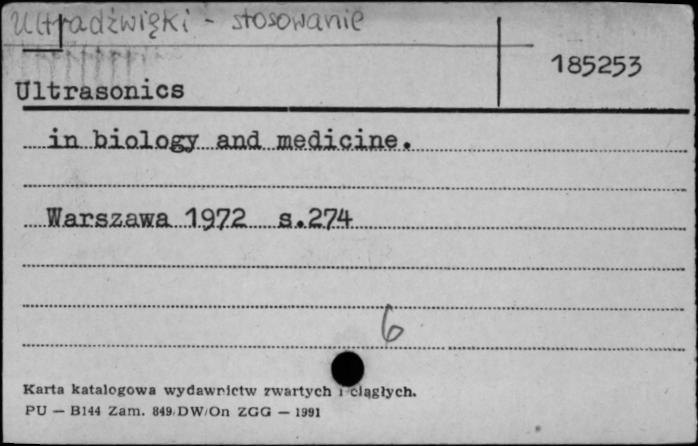 Ultradźwięki - stosowanie
185253
Ultrasonics
in biology and medicine.
Warszawa 1972 s.274
6
Karta katalogowa wydawnictw zwartych i ciągłych.
PU — B144 Zam. 849/DW/On ZGG — 1991